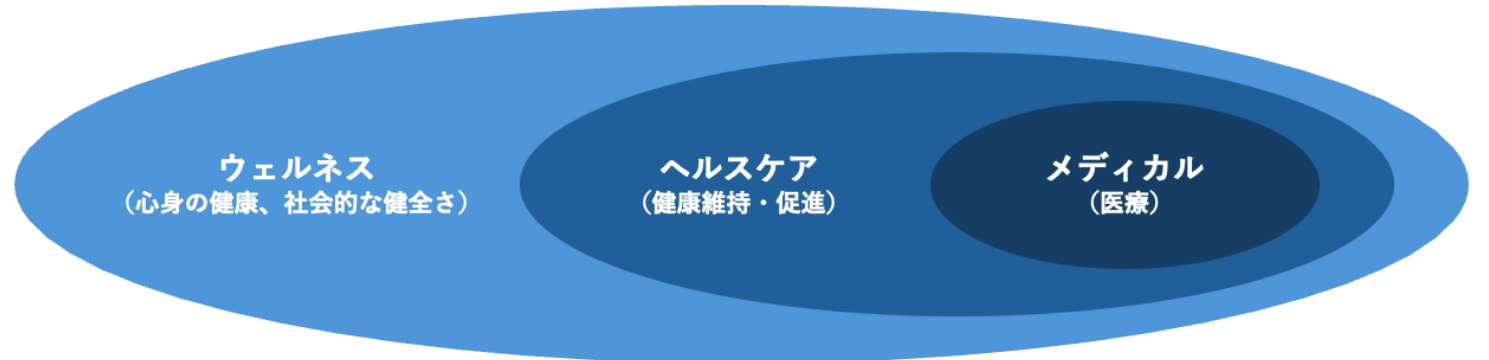 ウェルネス
（心身の健康、社会的な健全さ）
ヘルスケア
（健康維持・促進）
メディカル
（医療）